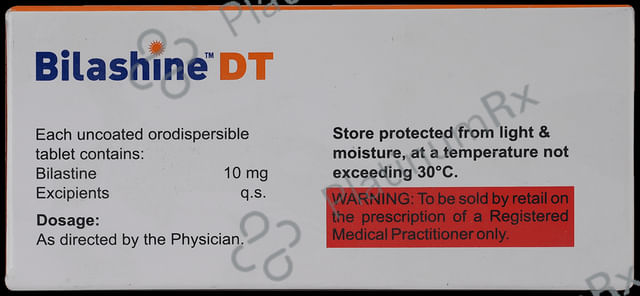 Bilashine™ DT
Each uncoated orodispersible
tablet contains:
Bilastine 10 mg
Excipients q.s.
Dosage:
As directed by the Physician.
Store protected from light &
moisture, at a temperature not
exceeding 30°C.
WARNING: To be sold by retail on
the prescription of a Registered
Medical Practitioner only.
PlatinumRx